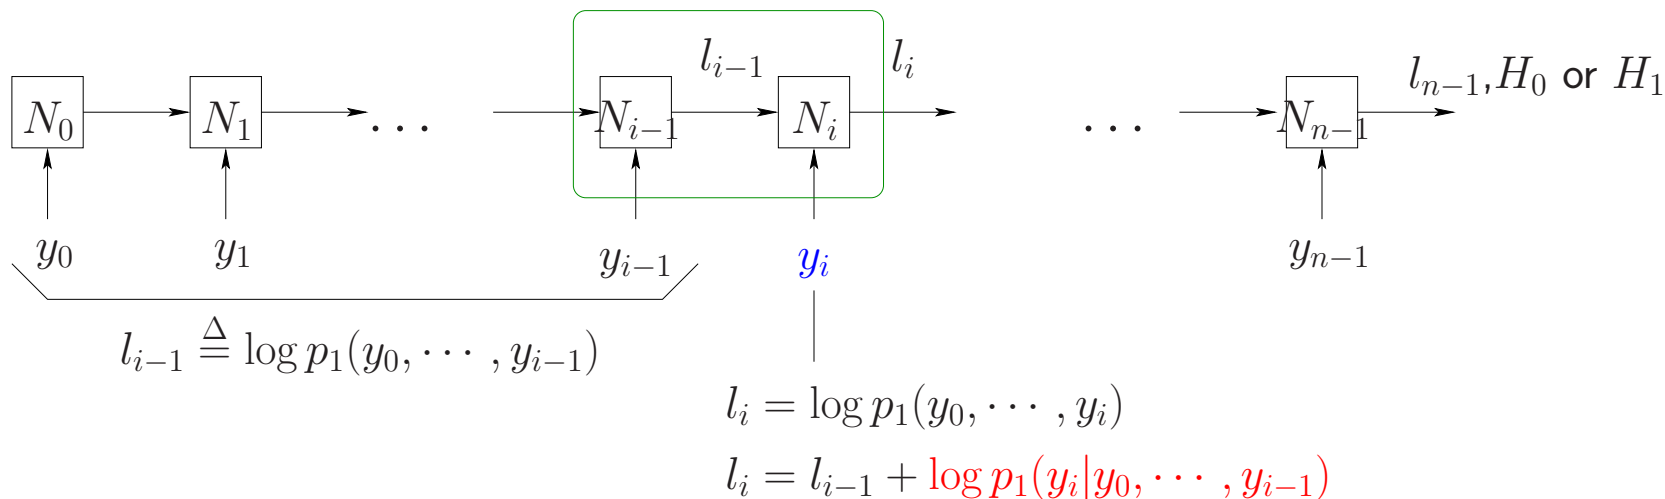 l_{i−1} l_i l_{n−1},H_0 or H_1
N_0 N_1 ... N_{i−1} N_i ... N_{n−1}
y_0 y_1 y_{i−1} y_i y_{n−1}
l_{i−1} ≜ log p_1(y_0, ··· , y_{i−1})
l_i = log p_1(y_0, ··· , y_i)
l_i = l_{i−1} + log p_1(y_i|y_0, ··· , y_{i−1})